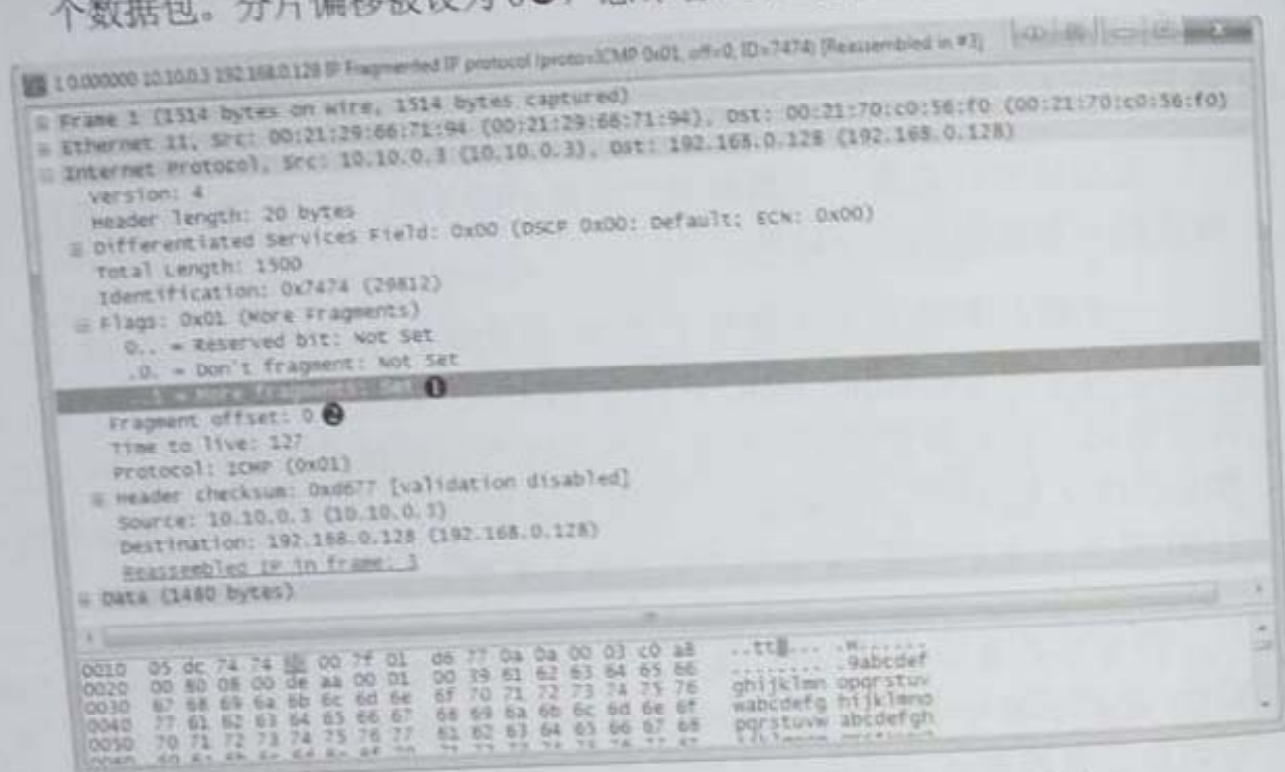 个数据包。分片偏移被设为0❷,
1 0.000000 10.10.0.3 192.168.0.128 IP Fragmented IP protocol (proto=ICMP 0x01, off=0, ID=7474) [Reassembled in #3]
Frame 1 (1514 bytes on wire, 1514 bytes captured)
Ethernet II, Src: 00:21:29:66:71:94 (00:21:29:66:71:94), Dst: 00:21:70:c0:56:f0 (00:21:70:c0:56:f0)
Internet Protocol, Src: 10.10.0.3 (10.10.0.3), Dst: 192.168.0.128 (192.168.0.128)
Version: 4
Header length: 20 bytes
Differentiated Services Field: 0x00 (DSCP 0x00: Default; ECN: 0x00)
Total Length: 1500
Identification: 0x7474 (29812)
Flags: 0x01 (More Fragments)
0.. = Reserved bit: Not Set
.0. = Don't fragment: Not Set
..1 = More fragments: Set ❶
Fragment offset: 0 ❷
Time to live: 127
Protocol: ICMP (0x01)
Header checksum: 0xd677 [validation disabled]
Source: 10.10.0.3 (10.10.0.3)
Destination: 192.168.0.128 (192.168.0.128)
Reassembled IP in frame: 3
Data (1480 bytes)
0010 05 dc 74 74 00 7f 01 d6 77 0a 0a 00 03 c0 a8 ..tt
0020 00 80 08 00 de aa 00 01 00 39 61 62 63 64 65 66 ........ .9abcdef
0030 67 68 69 6a 6b 6c 6d 6e 6f 70 71 72 73 74 75 76 ghijklmn opqrstuv
0040 77 61 62 63 64 65 66 67 68 69 6a 6b 6c 6d 6e 6f wabcdefg hijklmno
0050 70 71 72 73 74 75 76 77 61 62 63 64 65 66 67 68 pqrstuvw abcdefgh